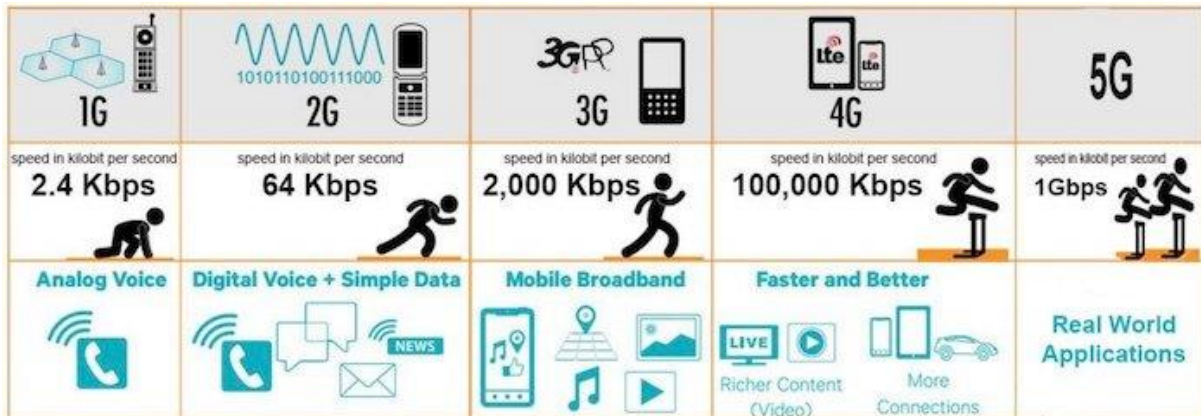 1G
1010110100111000
2G
3GPP
3G
lte
lte
4G
5G
speed in kilobit per second
2.4 Kbps
speed in kilobit per second
64 Kbps
speed in kilobit per second
2,000 Kbps
speed in kilobit per second
100,000 Kbps
speed in kilobit per second
1Gbps
Analog Voice
Digital Voice + Simple Data
NEWS
Mobile Broadband
Faster and Better
LIVE
Richer Content
(Video)
More
Connections
Real World
Applications